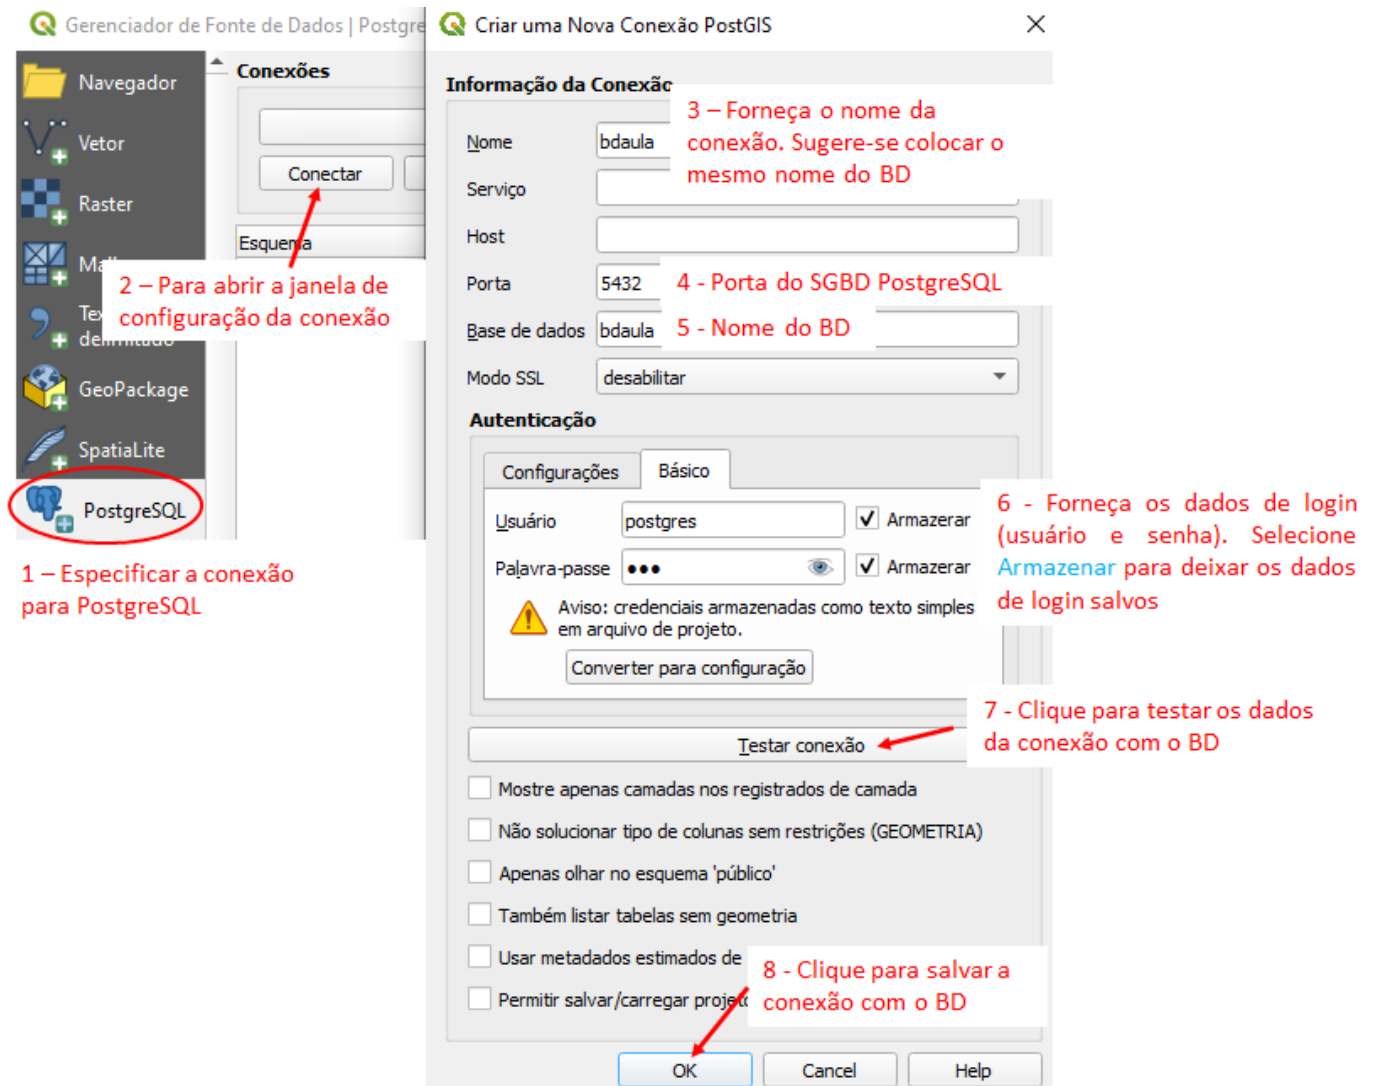 Gerenciador de Fonte de Dados | Postgre
Navegador
Vetor
Raster
GeoPackage
SpatiaLite
PostgreSQL
Conexões
Conectar
Esquema
1 – Especificar a conexão
para PostgreSQL
2 – Para abrir a janela de
configuração da conexão
Criar uma Nova Conexão PostGIS
Informação da Conexão
Nome
bdaula
3 – Forneça o nome da
conexão. Sugere-se colocar o
mesmo nome do BD
Serviço
Host
Porta
5432
4 - Porta do SGBD PostgreSQL
Base de dados
bdaula
5 - Nome do BD
Modo SSL
desabilitar
Autenticação
Configurações
Básico
Usuário
postgres
Armazerar
Palavra-passe
Armazerar
6 - Forneça os dados de login
(usuário e senha). Selecione
Armazenar para deixar os dados
de login salvos
Aviso: credenciais armazenadas como texto simples
em arquivo de projeto.
Converter para configuração
Testar conexão
7 - Clique para testar os dados
da conexão com o BD
Mostre apenas camadas nos registrados de camada
Não solucionar tipo de colunas sem restrições (GEOMETRIA)
Apenas olhar no esquema 'público'
Também listar tabelas sem geometria
Usar metadados estimados de
Permitir salvar/carregar projeto
8 - Clique para salvar a
conexão com o BD
OK
Cancel
Help